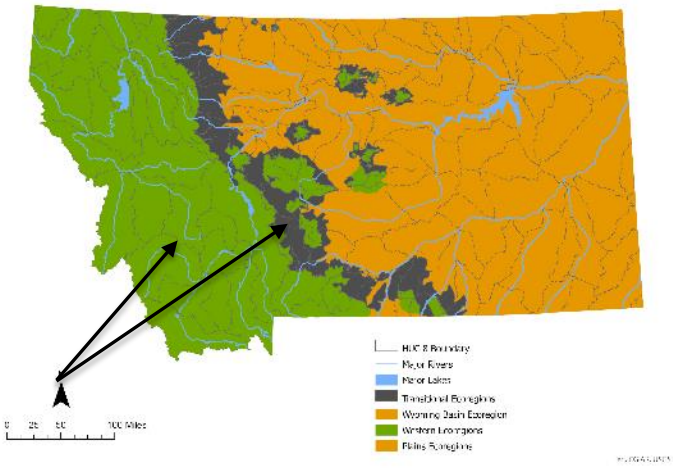 HUC 8 Boundary
Major Rivers
Major Lakes
Transitional Ecoregions
Wyoming Basin Ecoregion
Western Ecoregions
Plains Ecoregions
0 25 50 100 Miles